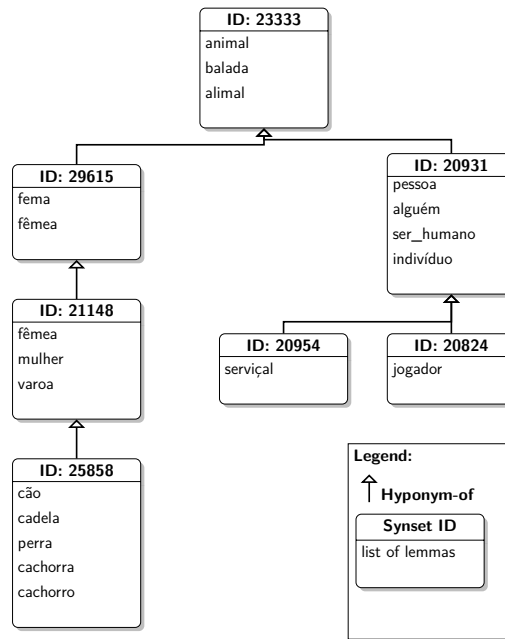 ID: 23333
animal
balada
alimal
ID: 29615
fema
fêmea
ID: 20931
pessoa
alguém
ser_humano
indivíduo
ID: 21148
fêmea
mulher
varoa
ID: 20954
serviçal
ID: 20824
jogador
ID: 25858
cão
cadela
perra
cachorra
cachorro
Legend:
Hyponym-of
Synset ID
list of lemmas